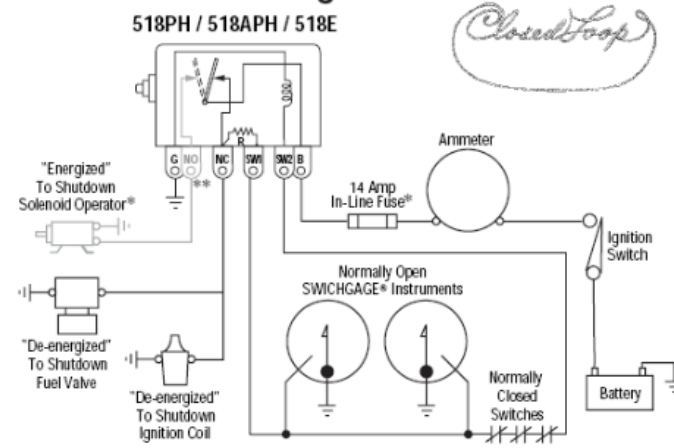 518PH / 518APH / 518E
Closed Loop
G NO NC SW1 SW2 B
R
**
"Energized"
To Shutdown
Solenoid Operator*
14 Amp
In-Line Fuse*
Ammeter
Ignition
Switch
Normally Open
SWICHGAGE® Instruments
"De-energized"
To Shutdown
Fuel Valve
"De-energized"
To Shutdown
Ignition Coil
Normally
Closed
Switches
Battery